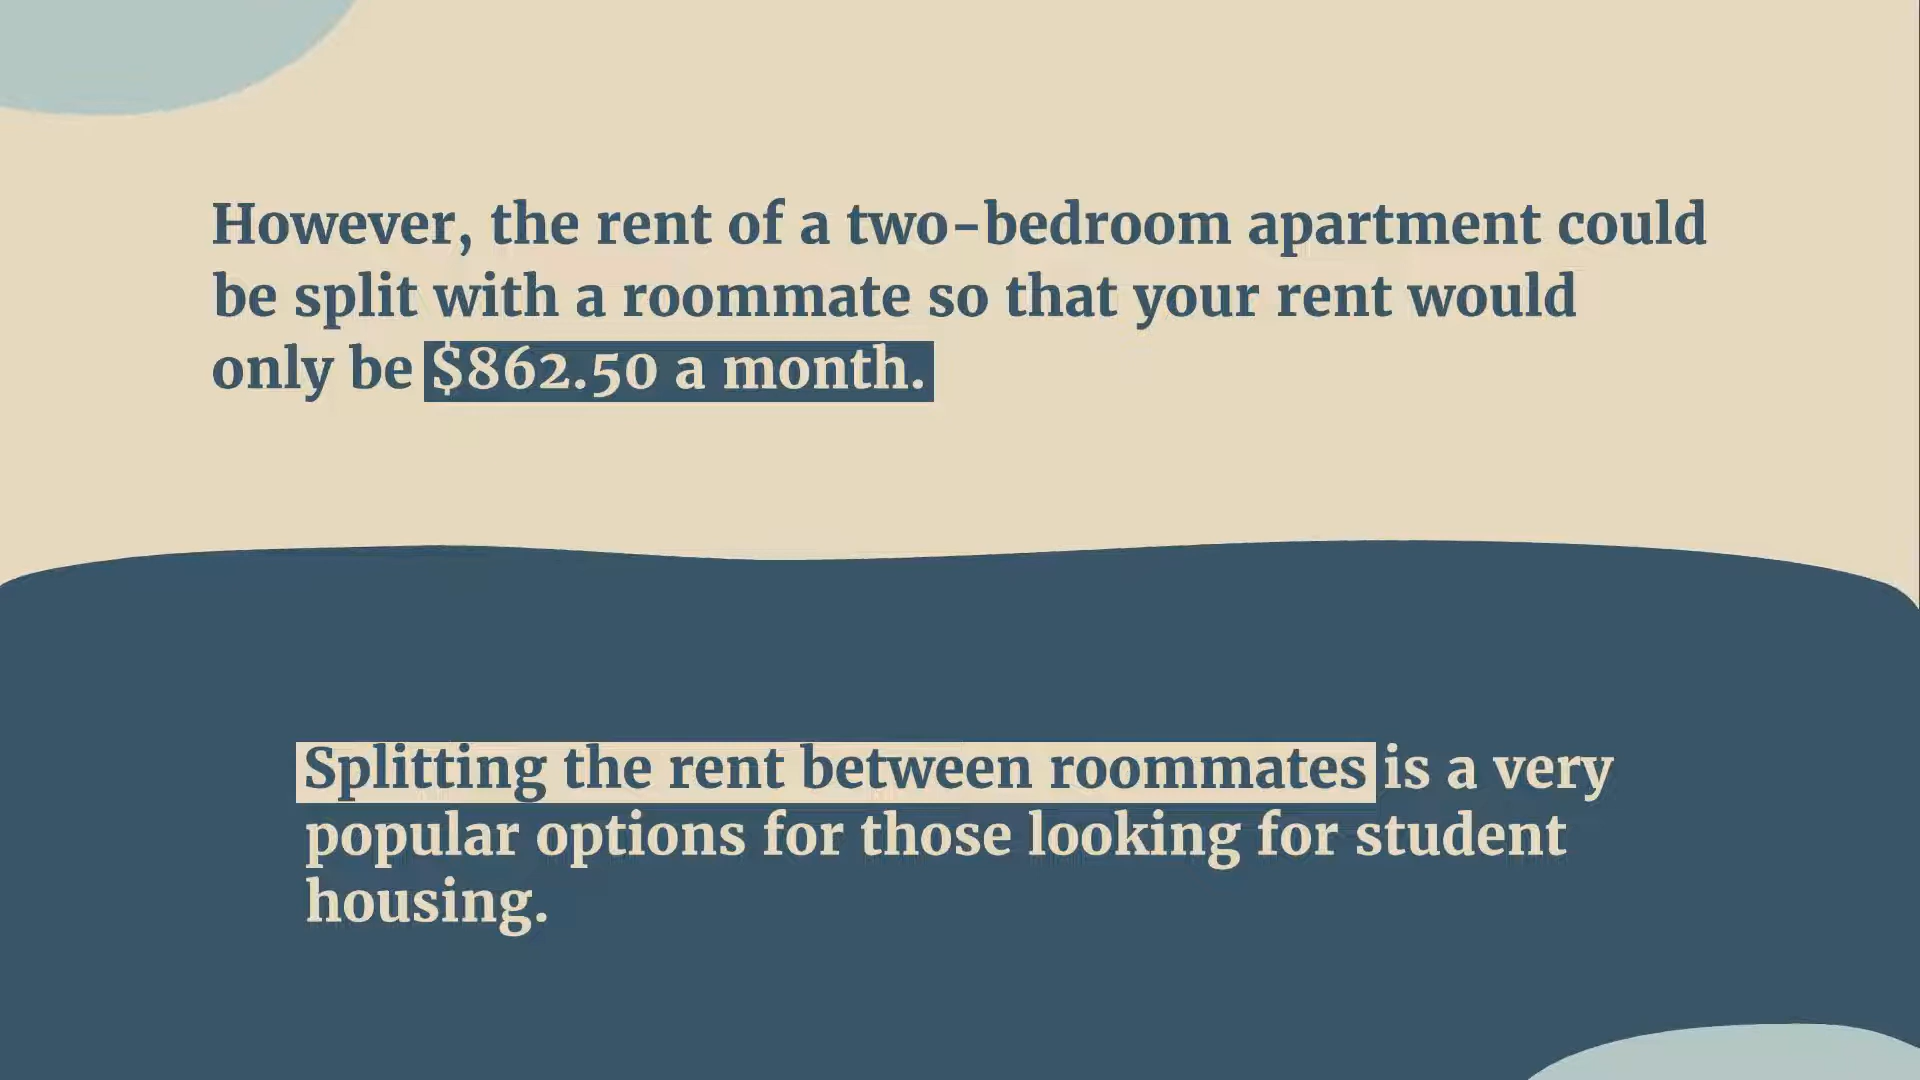 However, the rent of a two-bedroom apartment could
be split with a roommate so that your rent would
only be $862.50 a month.
Splitting the rent between roommates is a very
popular options for those looking for student
housing.